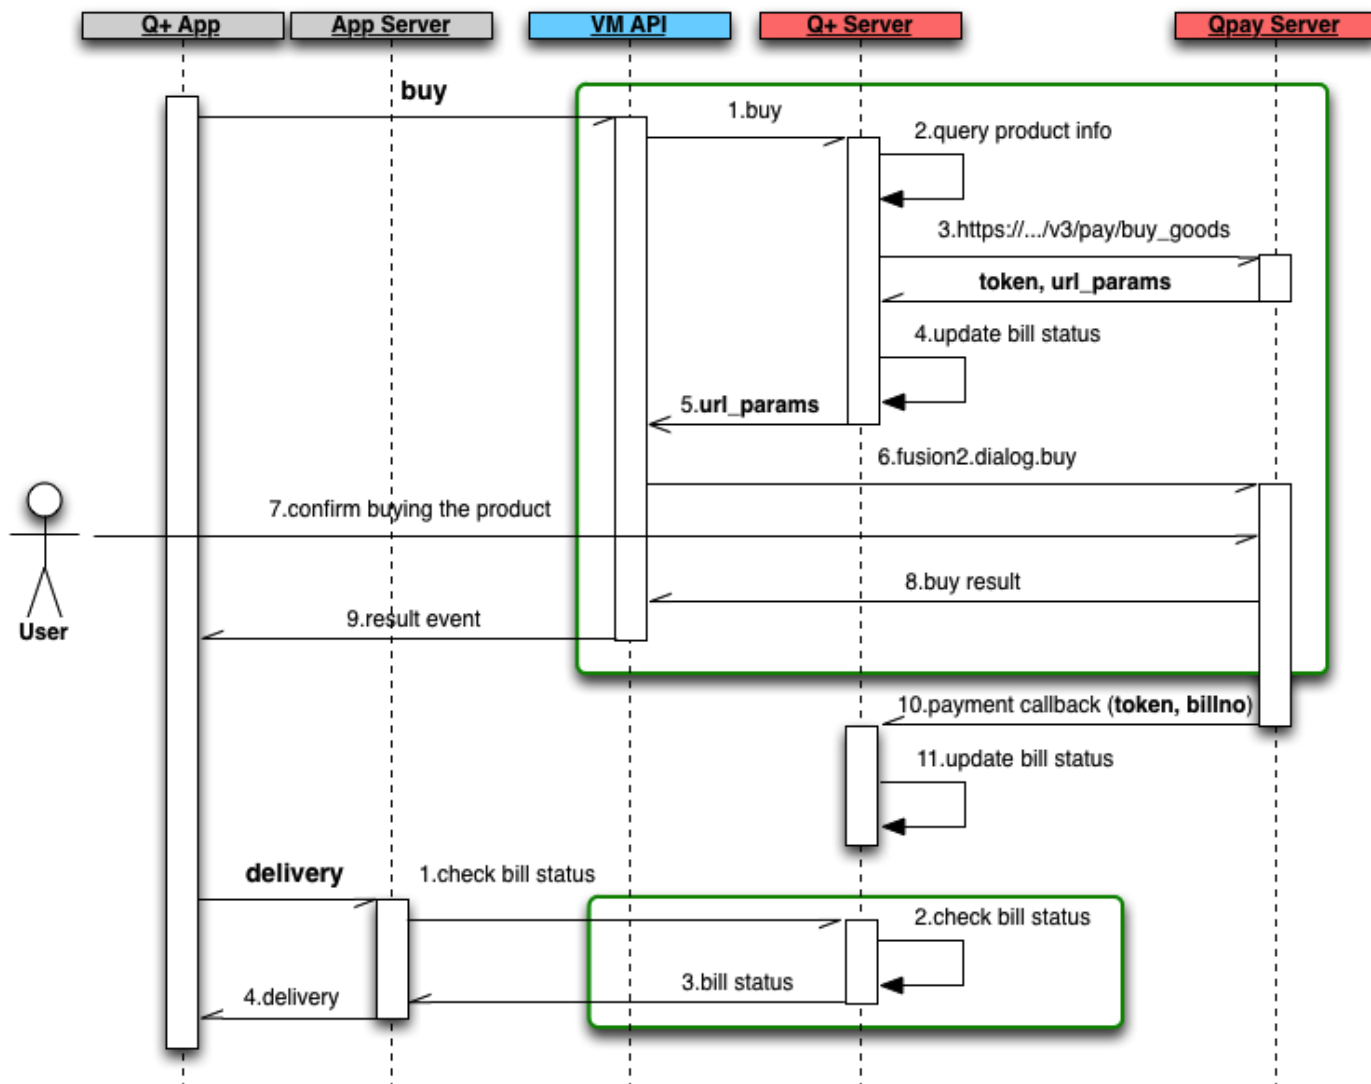 Q+ App
App Server
VM API
Q+ Server
Qpay Server
buy
1.buy
2.query product info
3.https://.../v3/pay/buy_goods
token, url_params
4.update bill status
5.url_params
6.fusion2.dialog.buy
7.confirm buying the product
8.buy result
9.result event
User
10.payment callback (token, billno)
11.update bill status
delivery
1.check bill status
2.check bill status
3.bill status
4.delivery